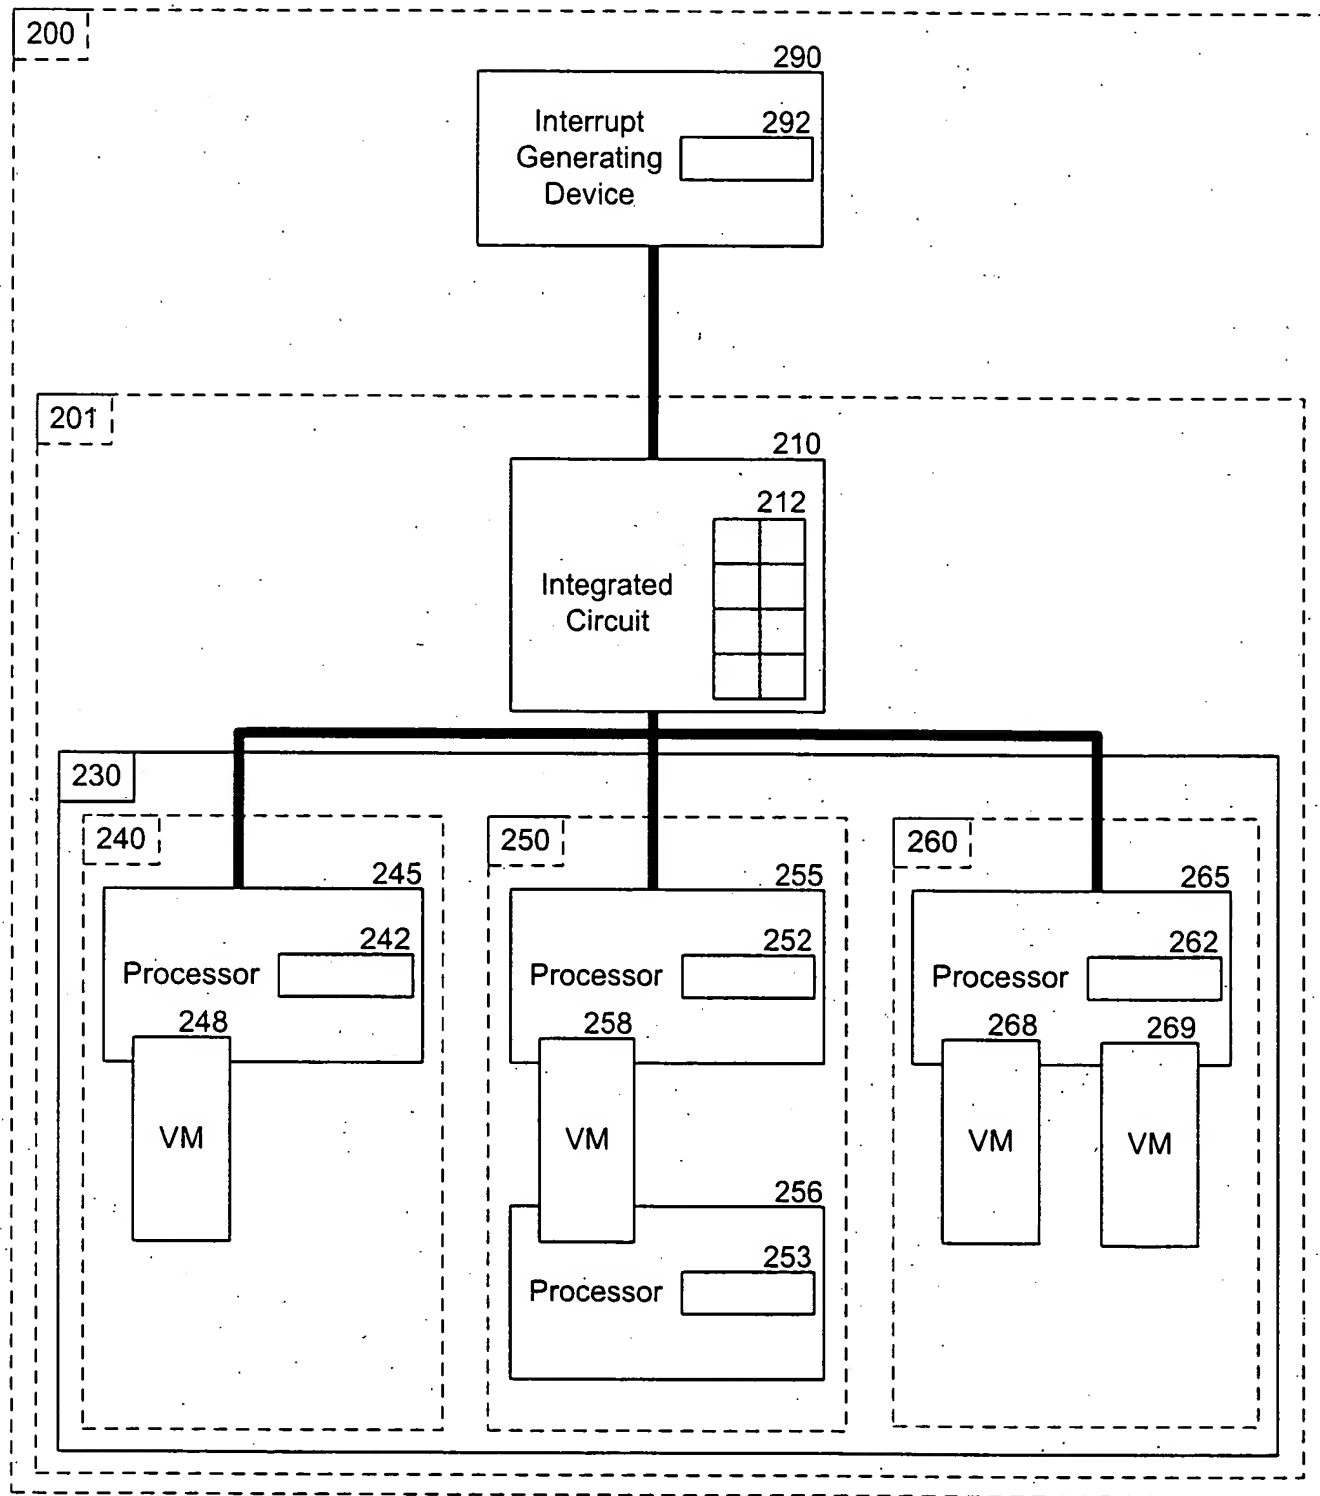 200
290
Interrupt
Generating
Device
292
201
210
212
Integrated
Circuit
230
240
250
260
245
255
265
242
252
262
Processor
Processor
Processor
248
258
268
269
VM
VM
VM
VM
256
253
Processor